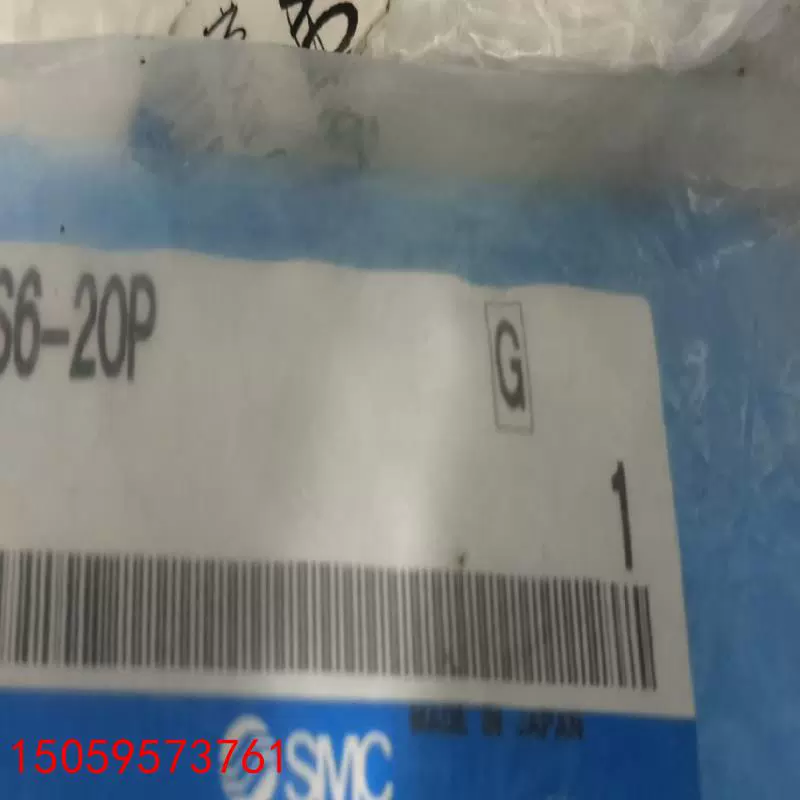 S6-20P
G
1
MADE IN JAPAN
15059573761
SMC